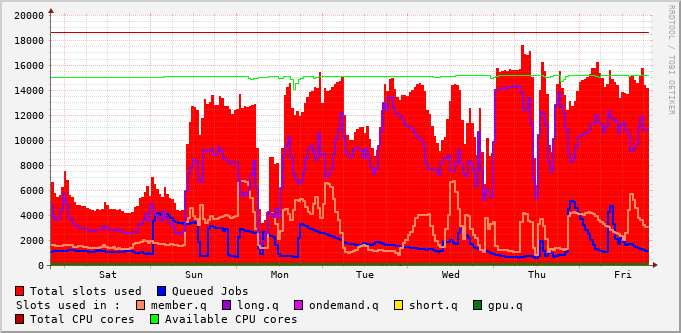 20000
18000
16000
14000
12000
10000
8000
6000
4000
2000
0
Sat Sun Mon Tue Wed Thu Fri
RRDTOOL / TOBI OETIKER
Total slots used Queued Jobs
Slots used in : member.q long.q ondemand.q short.q gpu.q
Total CPU cores Available CPU cores